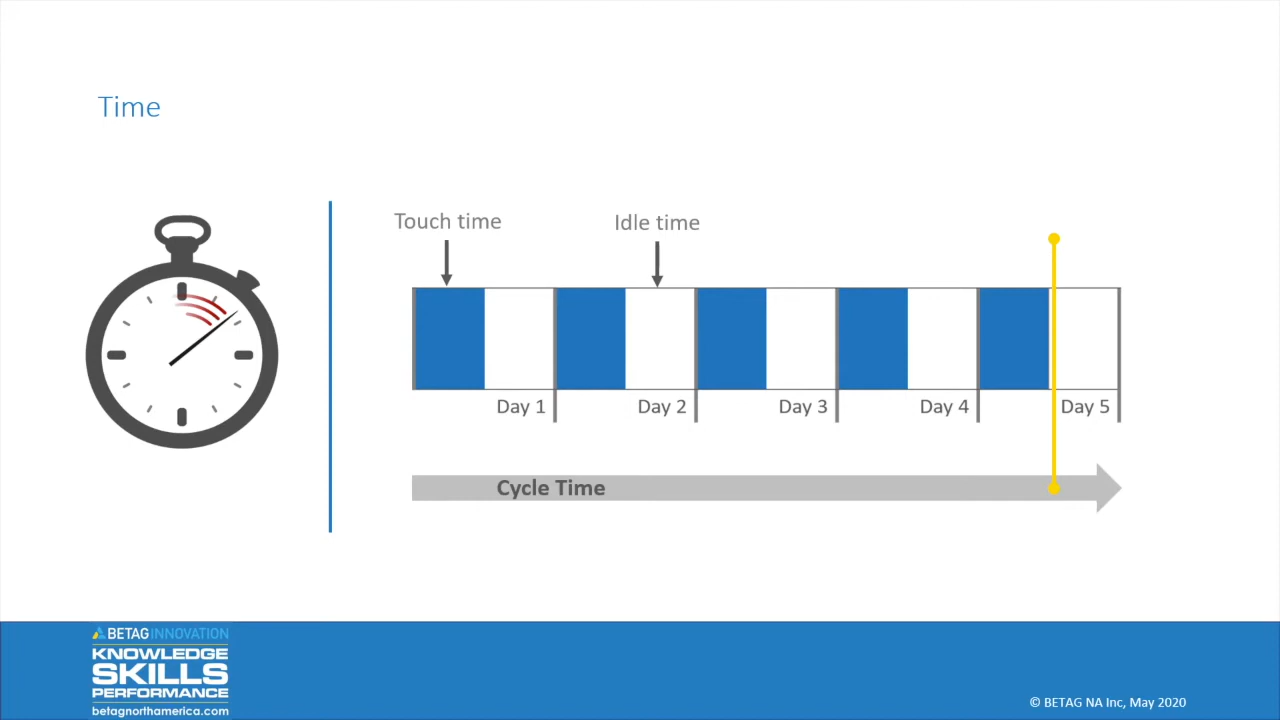 Time
Touch time
Idle time
Day 1
Day 2
Day 3
Day 4
Day 5
Cycle Time
BETAG INNOVATION
KNOWLEDGE
SKILLS
PERFORMANCE
betagnorthamerica.com
© BETAG NA Inc, May 2020